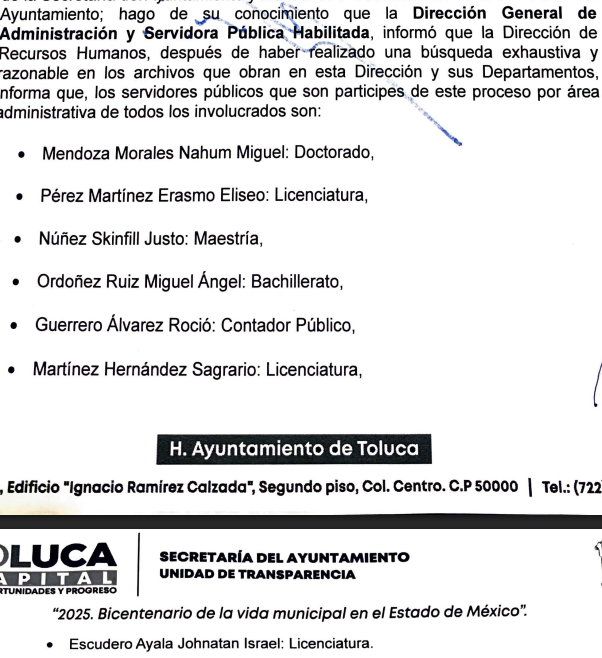 Ayuntamiento; hago de su conocimiento que la Dirección General de
Administración y Servidora Pública Habilitada, informó que la Dirección de
Recursos Humanos, después de haber realizado una búsqueda exhaustiva y
razonable en los archivos que obran en esta Dirección y sus Departamentos,
informa que, los servidores públicos que son participes de este proceso por área
administrativa de todos los involucrados son:
• Mendoza Morales Nahum Miguel: Doctorado,
• Pérez Martínez Erasmo Eliseo: Licenciatura,
• Núñez Skinfill Justo: Maestría,
• Ordoñez Ruiz Miguel Ángel: Bachillerato,
• Guerrero Álvarez Roció: Contador Público,
• Martínez Hernández Sagrario: Licenciatura,
H. Ayuntamiento de Toluca
, Edificio "Ignacio Ramírez Calzada", Segundo piso, Col. Centro. C.P 50000 | Tel.: (722
OLUCA
APITAL
RTUNIDADES Y PROGRESO
SECRETARÍA DEL AYUNTAMIENTO
UNIDAD DE TRANSPARENCIA
"2025. Bicentenario de la vida municipal en el Estado de México".
• Escudero Ayala Johnatan Israel: Licenciatura.